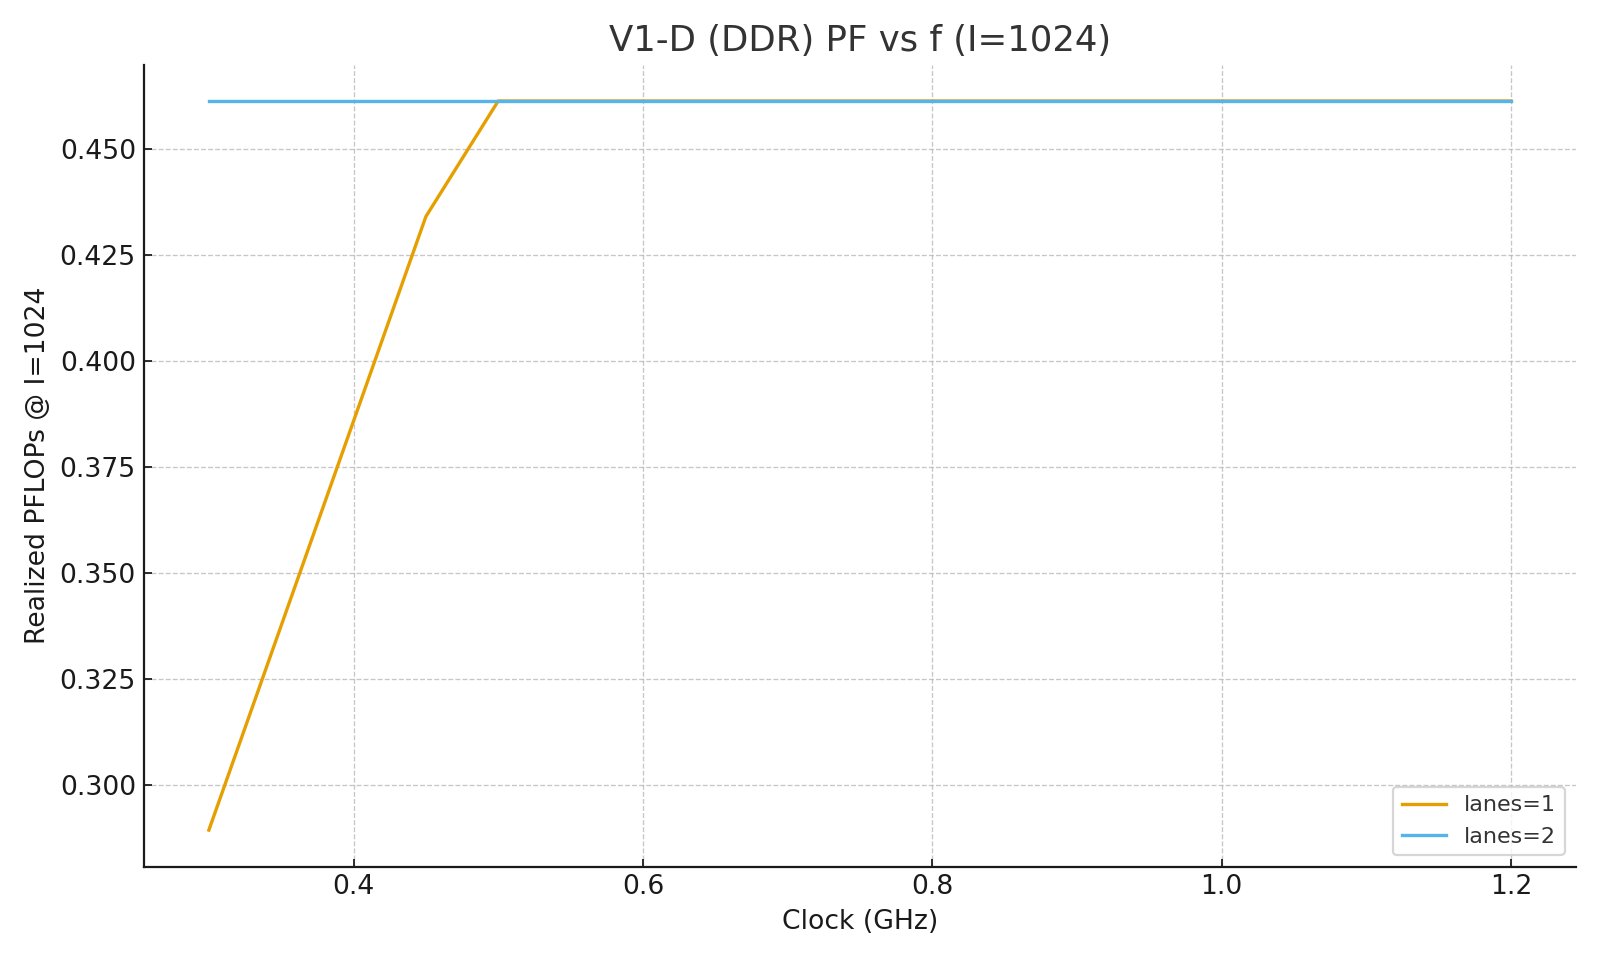 V1-D (DDR) PF vs f (I=1024)
Realized PFLOPs @ I=1024
0.450
0.425
0.400
0.375
0.350
0.325
0.300
lanes=1
lanes=2
0.4 0.6 0.8 1.0 1.2
Clock (GHz)